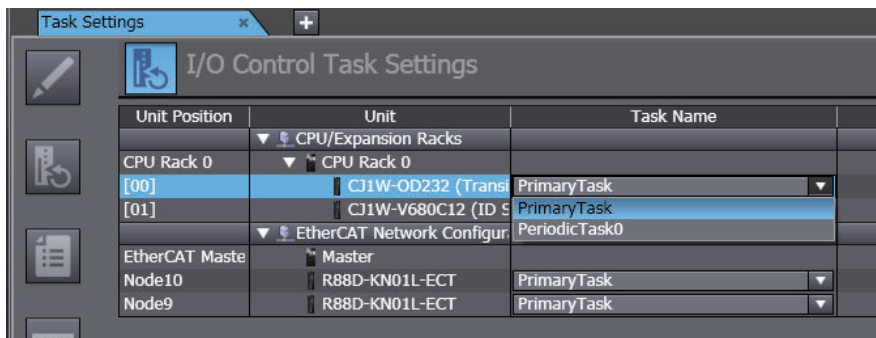 Task Settings
I/O Control Task Settings
Unit Position Unit Task Name
CPU/Expansion Racks
CPU Rack 0 CPU Rack 0
[00] CJ1W-OD232 (Transi PrimaryTask
[01] CJ1W-V680C12 (ID S PrimaryTask
EtherCAT Network Configur PeriodicTask0
EtherCAT Maste Master
Node10 R88D-KN01L-ECT PrimaryTask
Node9 R88D-KN01L-ECT PrimaryTask